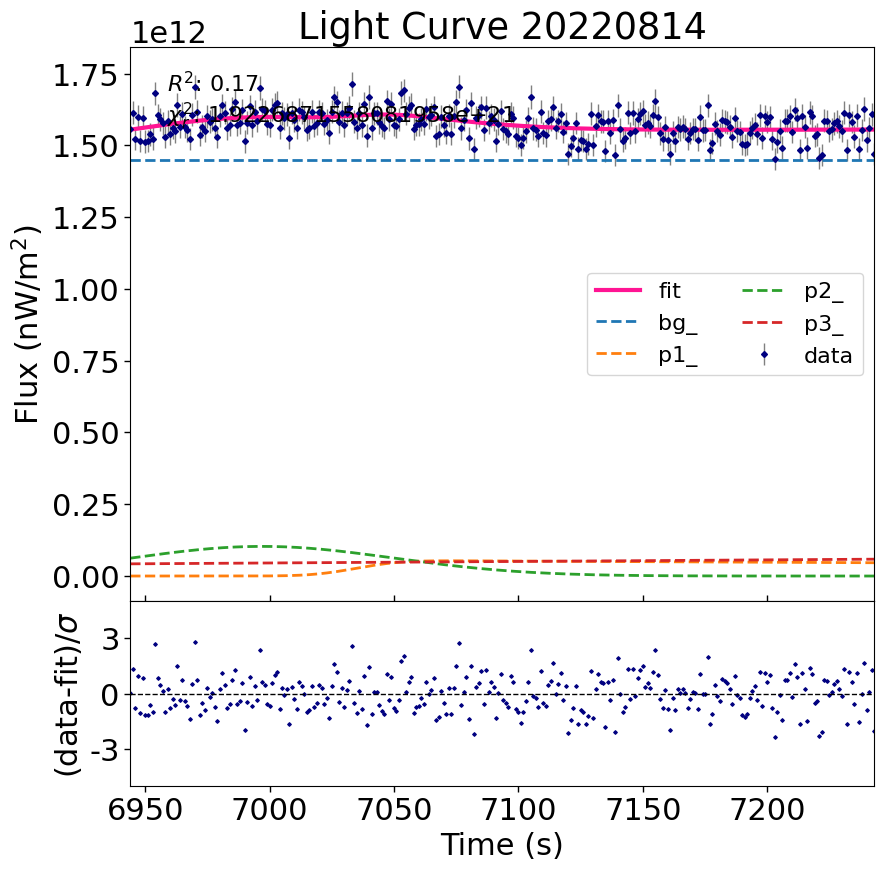 Light Curve 20220814
1e12
R²: 0.17
χ²:
1.75
1.50
1.25
1.00
0.75
0.50
0.25
0.00
Flux (nW/m²)
fit
bg_
p1_
p2_
p3_
data
3
0
-3
(data-fit)/σ
6950 7000 7050 7100 7150 7200
Time (s)